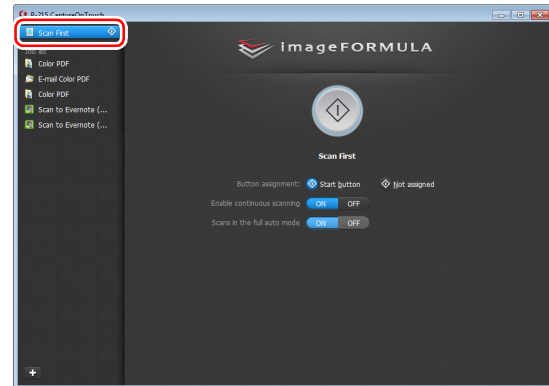 P-215 CaptureOnTouch
Scan First
Job list
Color PDF
E-mail Color PDF
Color PDF
Scan to Evernote (...
Scan to Evernote (...
imageFORMULA
Scan First
Button assignment: Start button Not assigned
Enable continuous scanning ON OFF
Scans in the full auto mode ON OFF